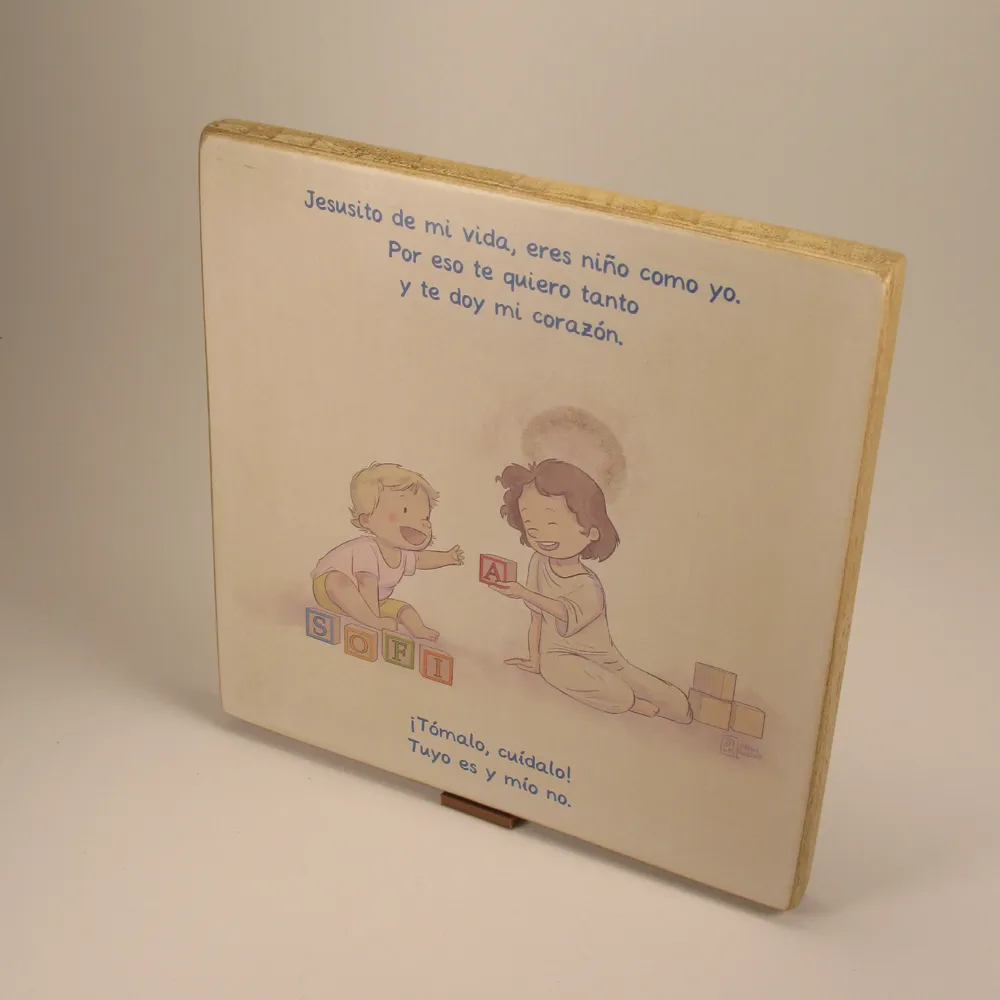 Jesusito de mi vida, eres niño como yo.
Por eso te quiero tanto
y te doy mi corazón.
A
SOFI
¡Tómalo, cuídalo!
Tuyo es y mío no.